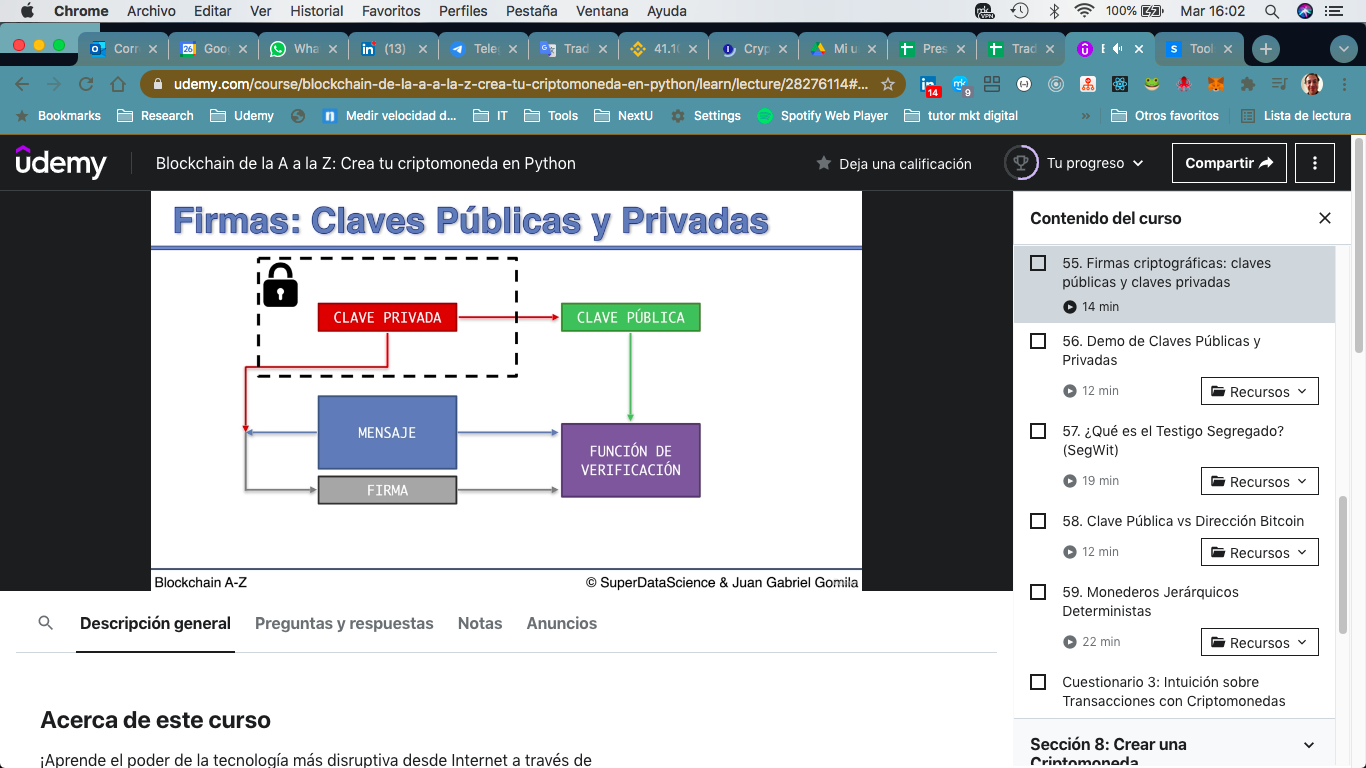 Chrome Archivo Editar Ver Historial Favoritos Perfiles Pestaña Ventana Ayuda
100% Mar 16:02
Corre
26 Goo
Wha
(13)
Tele
Trad
41.10
Cryp
Mi u
Pres
Trad
Tool
udemy.com/course/blockchain-de-la-a-a-la-z-crea-tu-criptomoneda-en-python/learn/lecture/28276114#...
14
9
Bookmarks Research Udemy Medir velocidad d... IT Tools NextU Settings Spotify Web Player tutor mkt digital » Otros favoritos Lista de lectura
ûdemy
Blockchain de la A a la Z: Crea tu criptomoneda en Python
Deja una calificación
Tu progreso
Compartir
Firmas: Claves Públicas y Privadas
CLAVE PRIVADA
CLAVE PÚBLICA
MENSAJE
FUNCIÓN DE
VERIFICACIÓN
FIRMA
Blockchain A-Z
© SuperDataScience & Juan Gabriel Gomila
Contenido del curso
55. Firmas criptográficas: claves
públicas y claves privadas
14 min
56. Demo de Claves Públicas y
Privadas
12 min
Recursos
57. ¿Qué es el Testigo Segregado?
(SegWit)
19 min
Recursos
58. Clave Pública vs Dirección Bitcoin
12 min
Recursos
59. Monederos Jerárquicos
Deterministas
22 min
Recursos
Cuestionario 3: Intuición sobre
Transacciones con Criptomonedas
Sección 8: Crear una
Criptomoneda
Descripción general Preguntas y respuestas Notas Anuncios
Acerca de este curso
¡Aprende el poder de la tecnología más disruptiva desde Internet a través de